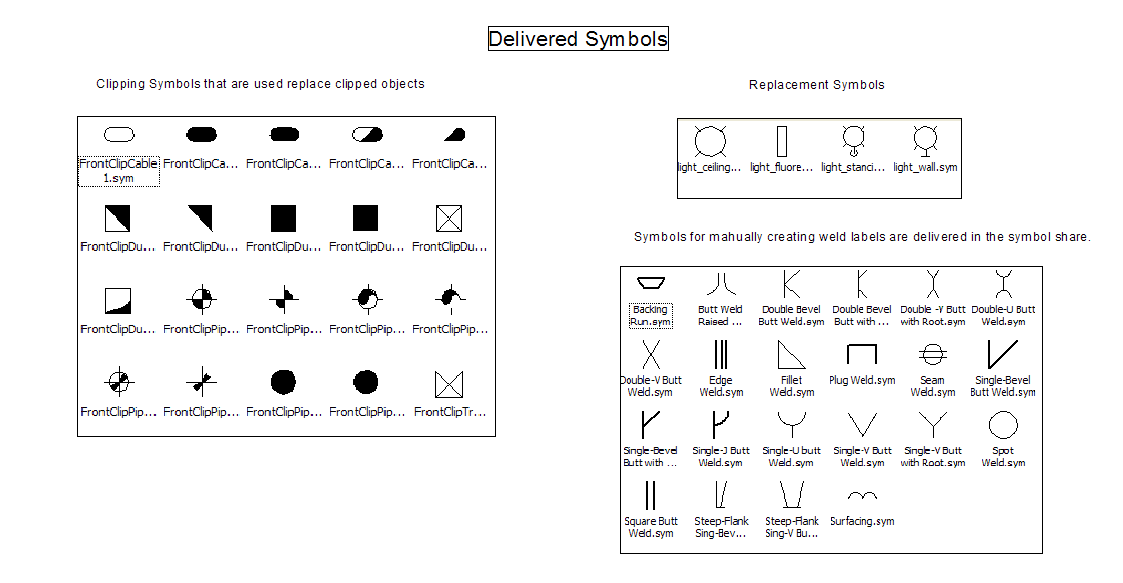 Delivered Symbols
Clipping Symbols that are used replace clipped objects
FrontClipCable
1.sym
FrontClipCa...
FrontClipCa...
FrontClipCa...
FrontClipCa...
FrontClipDu...
FrontClipDu...
FrontClipDu...
FrontClipDu...
FrontClipDu...
FrontClipDu...
FrontClipPip...
FrontClipPip...
FrontClipPip...
FrontClipPip...
FrontClipPip...
FrontClipPip...
FrontClipPip...
FrontClipPip...
FrontClipTr...
Replacement Symbols
light_ceiling...
light_fluore...
light_stanci...
light_wall.sym
Symbols for mahually creating weld labels are delivered in the symbol share.
Backing
Run.sym
Butt Weld
Raised ...
Double Bevel
Butt Weld.sym
Double Bevel
Butt with ...
Double -Y Butt
with Root.sym
Double-U Butt
Weld.sym
Double-V Butt
Weld.sym
Edge
Weld.sym
Fillet
Weld.sym
Plug Weld.sym
Seam
Weld.sym
Single-Bevel
Butt Weld.sym
Single-Bevel
Butt with ...
Single-J Butt
Weld.sym
Single-U butt
Weld.sym
Single-V Butt
Weld.sym
Single-V Butt
with Root.sym
Spot
Weld.sym
Square Butt
Weld.sym
Steep-Flank
Sing-Bev...
Steep-Flank
Sing-V Bu...
Surfacing.sym